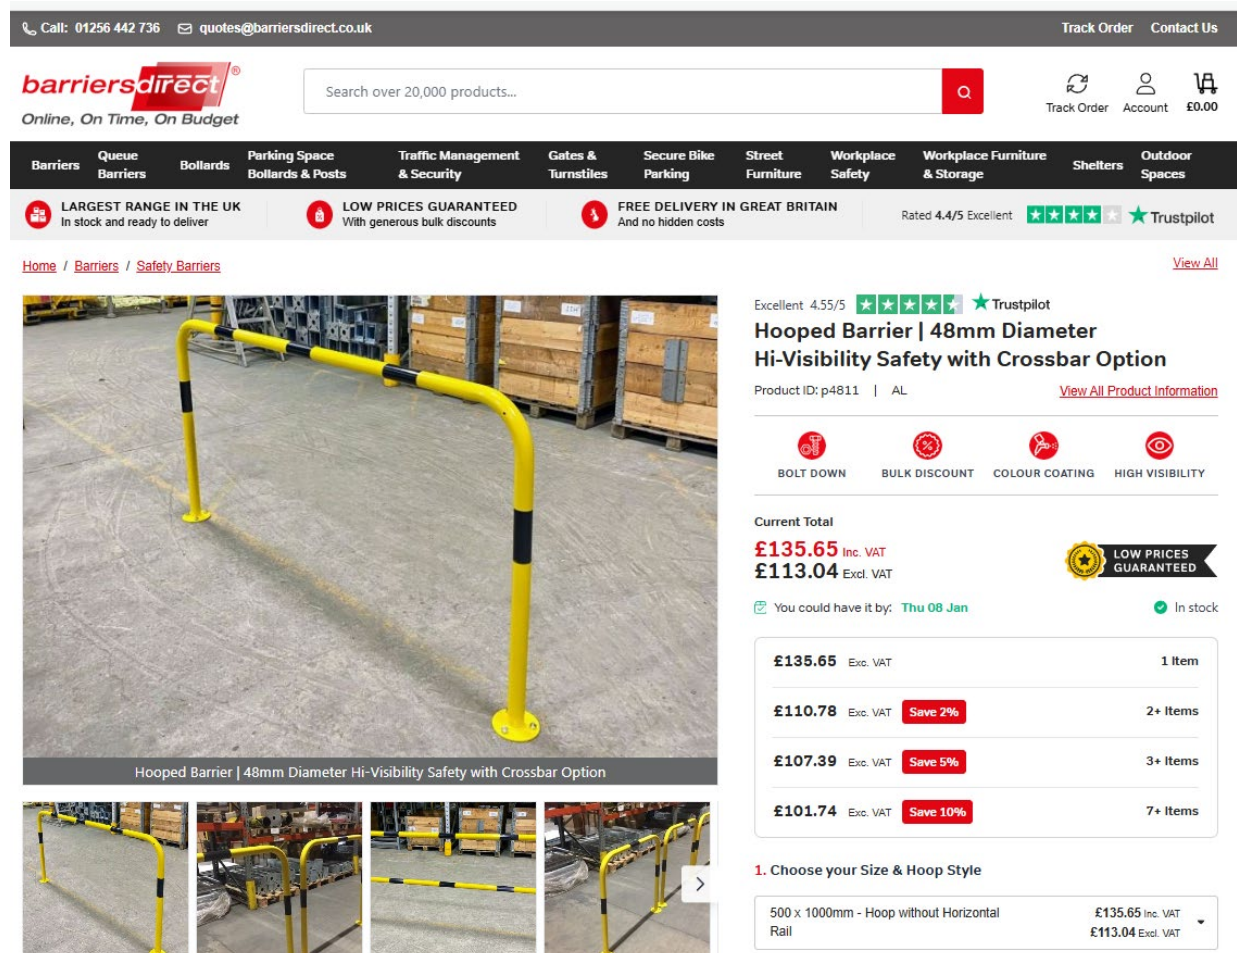 Call: 01256 442 736 quotes@barriersdirect.co.uk Track Order Contact Us
barriersdirect®
Online, On Time, On Budget
Search over 20,000 products...
Track Order Account £0.00
Barriers Queue Barriers Bollards Parking Space Bollards & Posts Traffic Management & Security Gates & Turnstiles Secure Bike Parking Street Furniture Workplace Safety Workplace Furniture & Storage Shelters Outdoor Spaces
LARGEST RANGE IN THE UK
In stock and ready to deliver
LOW PRICES GUARANTEED
With generous bulk discounts
FREE DELIVERY IN GREAT BRITAIN
And no hidden costs
Rated 4.4/5 Excellent Trustpilot
Home / Barriers / Safety Barriers
View All
Hooped Barrier | 48mm Diameter Hi-Visibility Safety with Crossbar Option
Excellent 4.55/5 Trustpilot
Hooped Barrier | 48mm Diameter
Hi-Visibility Safety with Crossbar Option
Product ID: p4811 | AL View All Product Information
BOLT DOWN BULK DISCOUNT COLOUR COATING HIGH VISIBILITY
Current Total
£135.65 Inc. VAT
£113.04 Excl. VAT
LOW PRICES
GUARANTEED
You could have it by: Thu 08 Jan In stock
£135.65 Exc. VAT 1 Item
£110.78 Exc. VAT Save 2% 2+ Items
£107.39 Exc. VAT Save 5% 3+ Items
£101.74 Exc. VAT Save 10% 7+ Items
1. Choose your Size & Hoop Style
500 x 1000mm - Hoop without Horizontal £135.65 Inc. VAT
Rail £113.04 Excl. VAT